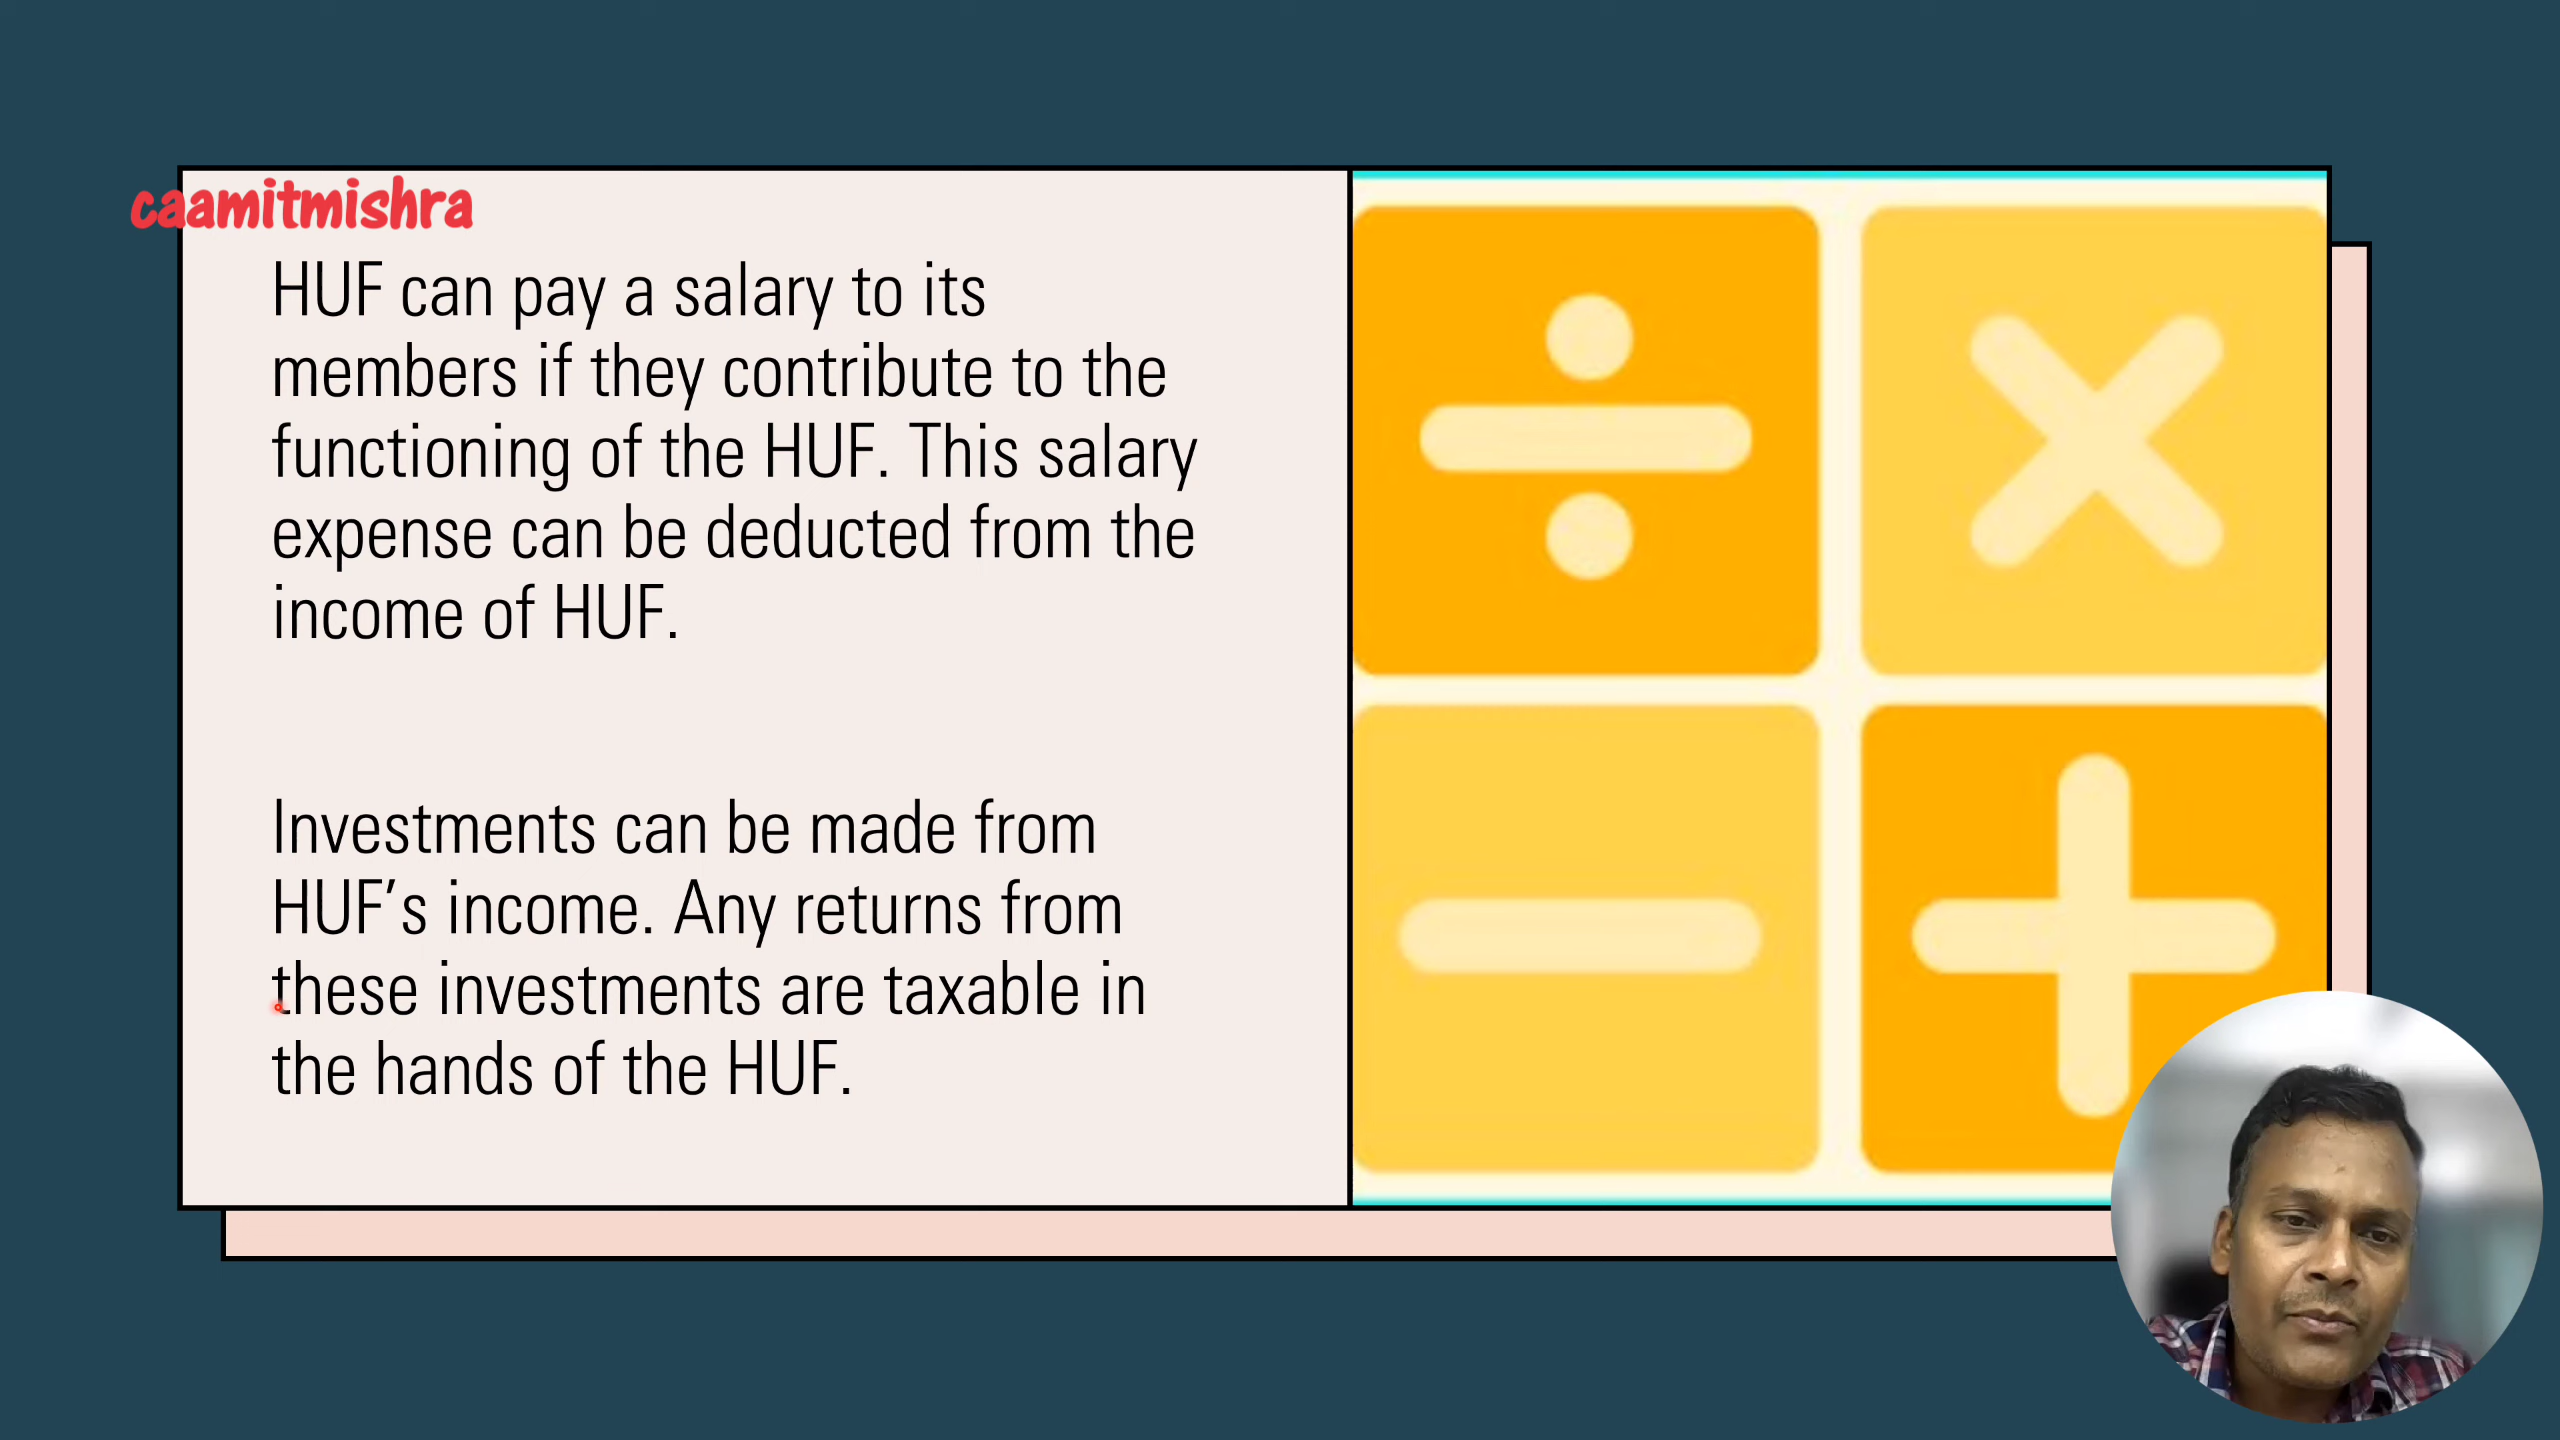 caamitmishra
HUF can pay a salary to its
members if they contribute to the
functioning of the HUF. This salary
expense can be deducted from the
income of HUF.
Investments can be made from
HUF’s income. Any returns from
these investments are taxable in
the hands of the HUF.